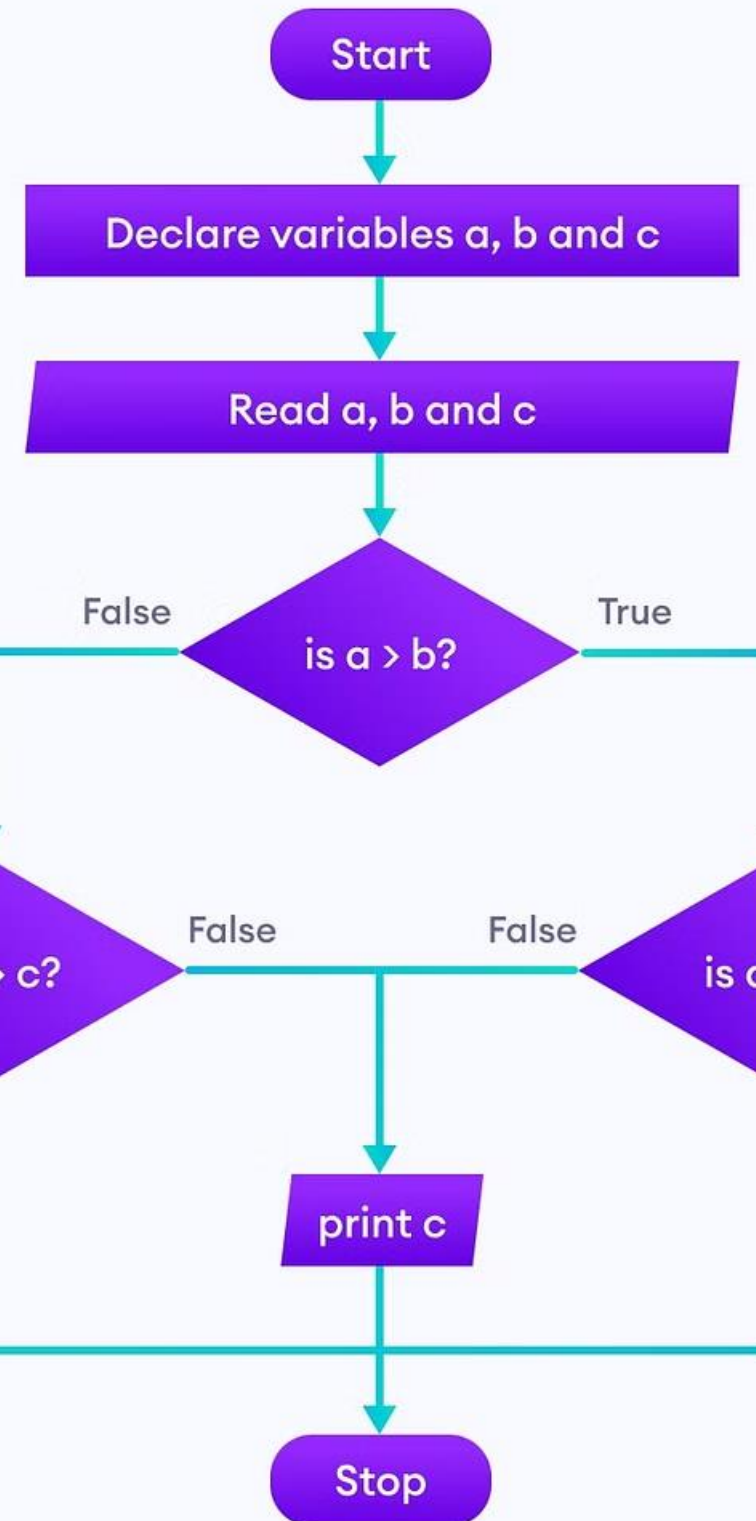 Start
Declare variables a, b and c
Read a, b and c
False
True
is a > b?
False
False
> c?
is
print c
Stop